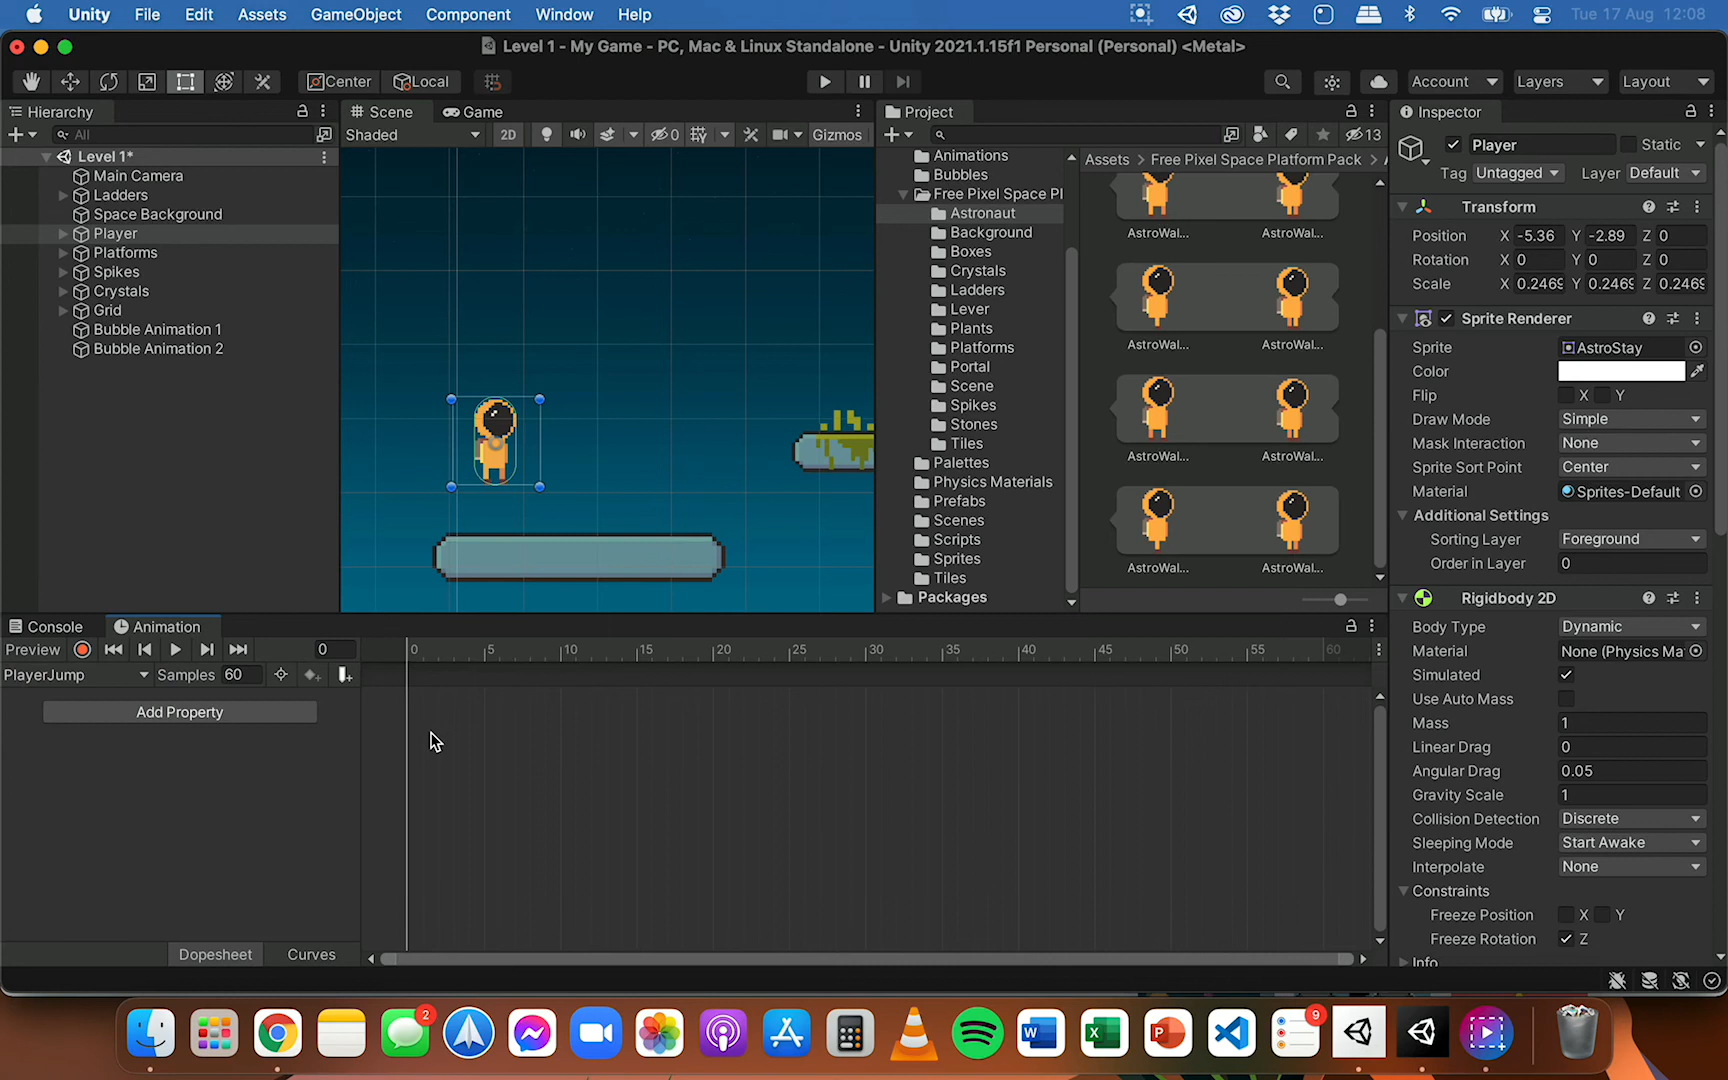 Unity File Edit Assets GameObject Component Window Help Tue 17 Aug 12:08
Level 1 - My Game - PC, Mac & Linux Standalone - Unity 2021.1.15f1 Personal (Personal) <Metal>
Center Local Account Layers Layout
Hierarchy Scene Game Project Inspector
All Shaded 2D 0 Gizmos 13
Level 1*
Main Camera
Ladders
Space Background
Player
Platforms
Spikes
Crystals
Grid
Bubble Animation 1
Bubble Animation 2
Animations
Bubbles
Free Pixel Space Pl
Astronaut
Background
Boxes
Crystals
Ladders
Lever
Plants
Platforms
Portal
Scene
Spikes
Stones
Tiles
Palettes
Physics Materials
Prefabs
Scenes
Scripts
Sprites
Tiles
Packages
Assets > Free Pixel Space Platform Pack >
AstroWal... AstroWal...
AstroWal... AstroWal...
AstroWal... AstroWal...
AstroWal... AstroWal...
Player Static
Tag Untagged Layer Default
Transform
Position X -5.36 Y -2.89 Z 0
Rotation X 0 Y 0 Z 0
Scale X 0.2469 Y 0.2469 Z 0.2469
Sprite Renderer
Sprite AstroStay
Color
Flip X Y
Draw Mode Simple
Mask Interaction None
Sprite Sort Point Center
Material Sprites-Default
Additional Settings
Sorting Layer Foreground
Order in Layer 0
Rigidbody 2D
Body Type Dynamic
Material None (Physics Ma
Simulated
Use Auto Mass
Mass 1
Linear Drag 0
Angular Drag 0.05
Gravity Scale 1
Collision Detection Discrete
Sleeping Mode Start Awake
Interpolate None
Constraints
Freeze Position X Y
Freeze Rotation Z
Info
Console Animation
Preview 0 0 5 10 15 20 25 30 35 40 45 50 55 60
PlayerJump Samples 60
Add Property
Dopesheet Curves
2 9